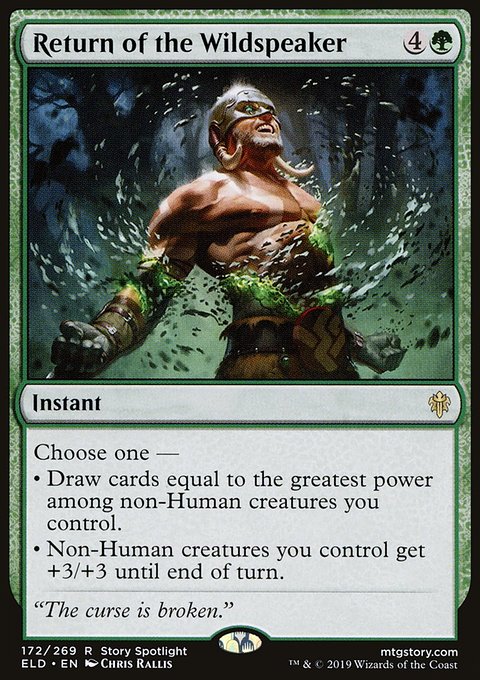 Return of the Wildspeaker 4
Instant
Choose one —
• Draw cards equal to the greatest power
among non-Human creatures you
control.
• Non-Human creatures you control get
+3/+3 until end of turn.
“The curse is broken.”
172/269 R Story Spotlight
mtgstory.com
ELD • EN Chris Rallis
™ & © 2019 Wizards of the Coast